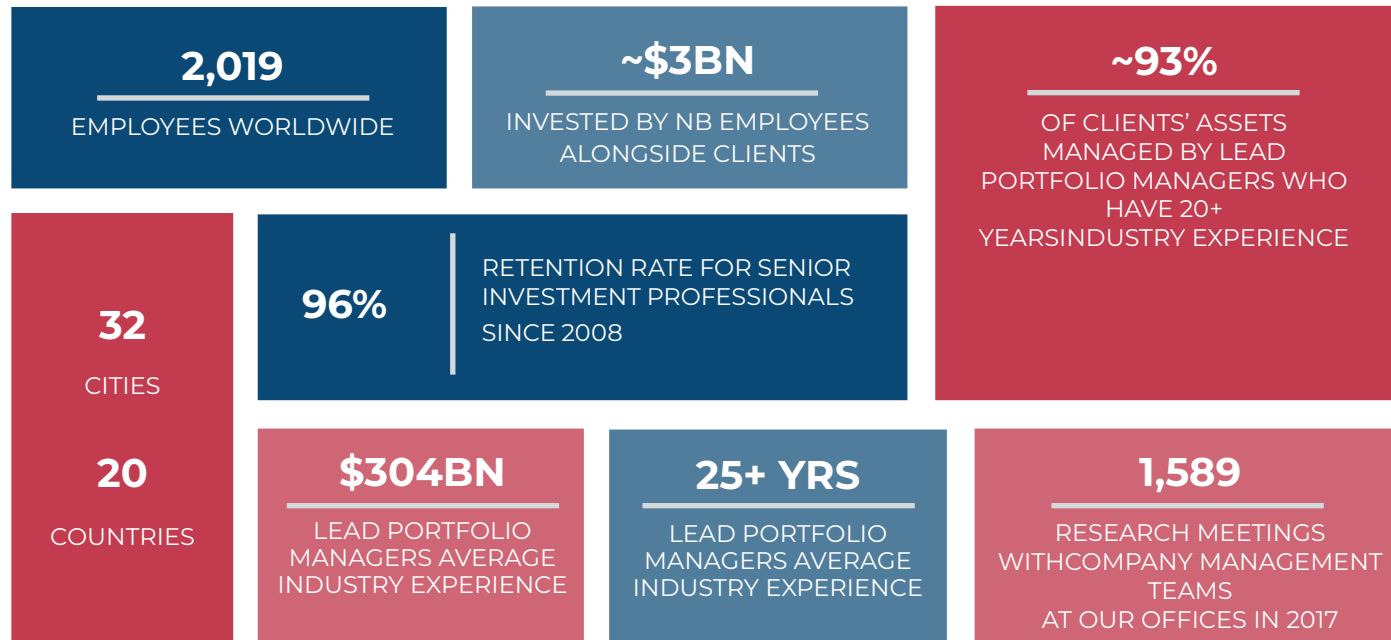 2,019
EMPLOYEES WORLDWIDE
~$3BN
INVESTED BY NB EMPLOYEES
ALONGSIDE CLIENTS
~93%
OF CLIENTS' ASSETS
MANAGED BY LEAD
PORTFOLIO MANAGERS WHO
HAVE 20+
YEARSINDUSTRY EXPERIENCE
32
CITIES
20
COUNTRIES
96%
RETENTION RATE FOR SENIOR
INVESTMENT PROFESSIONALS
SINCE 2008
$304BN
LEAD PORTFOLIO
MANAGERS AVERAGE
INDUSTRY EXPERIENCE
25+ YRS
LEAD PORTFOLIO
MANAGERS AVERAGE
INDUSTRY EXPERIENCE
1,589
RESEARCH MEETINGS
WITHCOMPANY MANAGEMENT
TEAMS
AT OUR OFFICES IN 2017